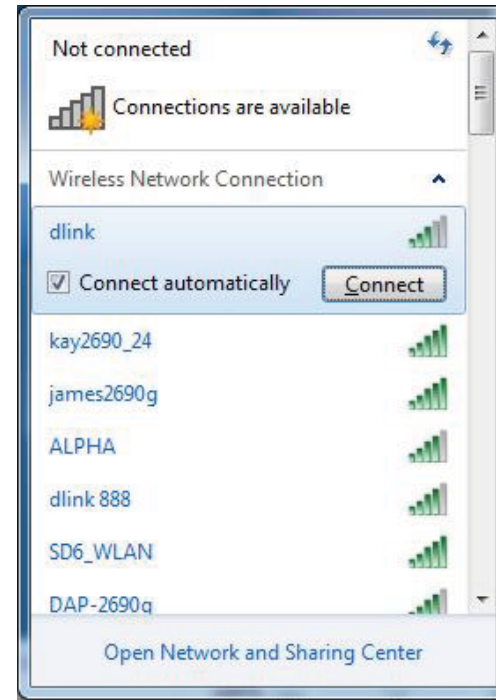 Not connected
Connections are available
Wireless Network Connection
dlink
Connect automatically Connect
kay2690_24
james2690g
ALPHA
dlink 888
SD6_WLAN
DAP-2690g
Open Network and Sharing Center